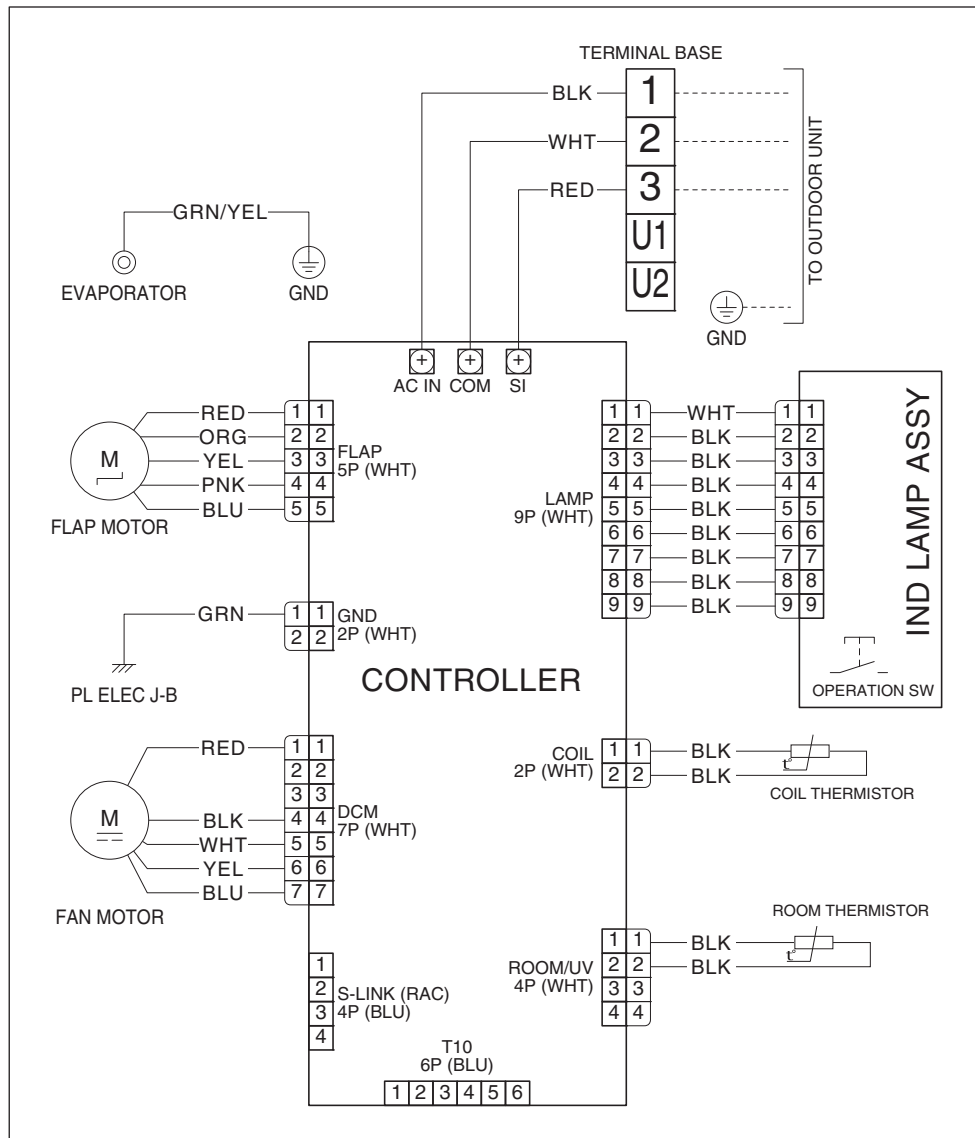 TERMINAL BASE
BLK 1
WHT 2
RED 3
U1
U2
TO OUTDOOR UNIT
GND
GRN/YEL
EVAPORATOR
GND
AC IN COM SI
RED 1 1
ORG 2 2
YEL 3 3
PNK 4 4
BLU 5 5
FLAP
5P (WHT)
M
FLAP MOTOR
1 1 WHT 1 1
2 2 BLK 2 2
3 3 BLK 3 3
4 4 BLK 4 4
5 5 BLK 5 5
6 6 BLK 6 6
7 7 BLK 7 7
8 8 BLK 8 8
9 9 BLK 9 9
LAMP
9P (WHT)
IND LAMP ASSY
OPERATION SW
GRN 1 1
2 2
GND
2P (WHT)
PL ELEC J-B
CONTROLLER
RED 1 1
2 2
3 3
BLK 4 4
WHT 5 5
YEL 6 6
BLU 7 7
DCM
7P (WHT)
M
FAN MOTOR
COIL
2P (WHT)
1 1 BLK
2 2 BLK
t°
COIL THERMISTOR
ROOM THERMISTOR
ROOM/UV
4P (WHT)
1 1 BLK
2 2 BLK
3 3
4 4
t°
1
2
3
4
S-LINK (RAC)
4P (BLU)
T10
6P (BLU)
1 2 3 4 5 6